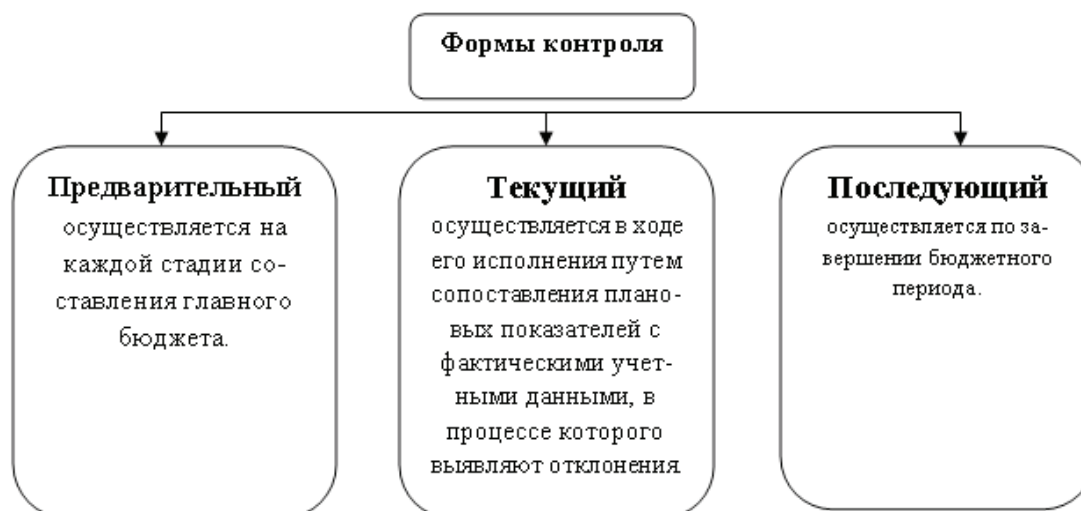 Формы контроля
Предварительный
осуществляется на
каждой стадии со-
ставления главного
бюджета.
Текущий
осуществляется в ходе
его исполнения путем
сопоставления плано-
вых показателей с
фактическими учет-
ными данными, в
процессе которого
выявляют отклонения
Последующий
осуществляется по за-
вершении бюджетного
периода.